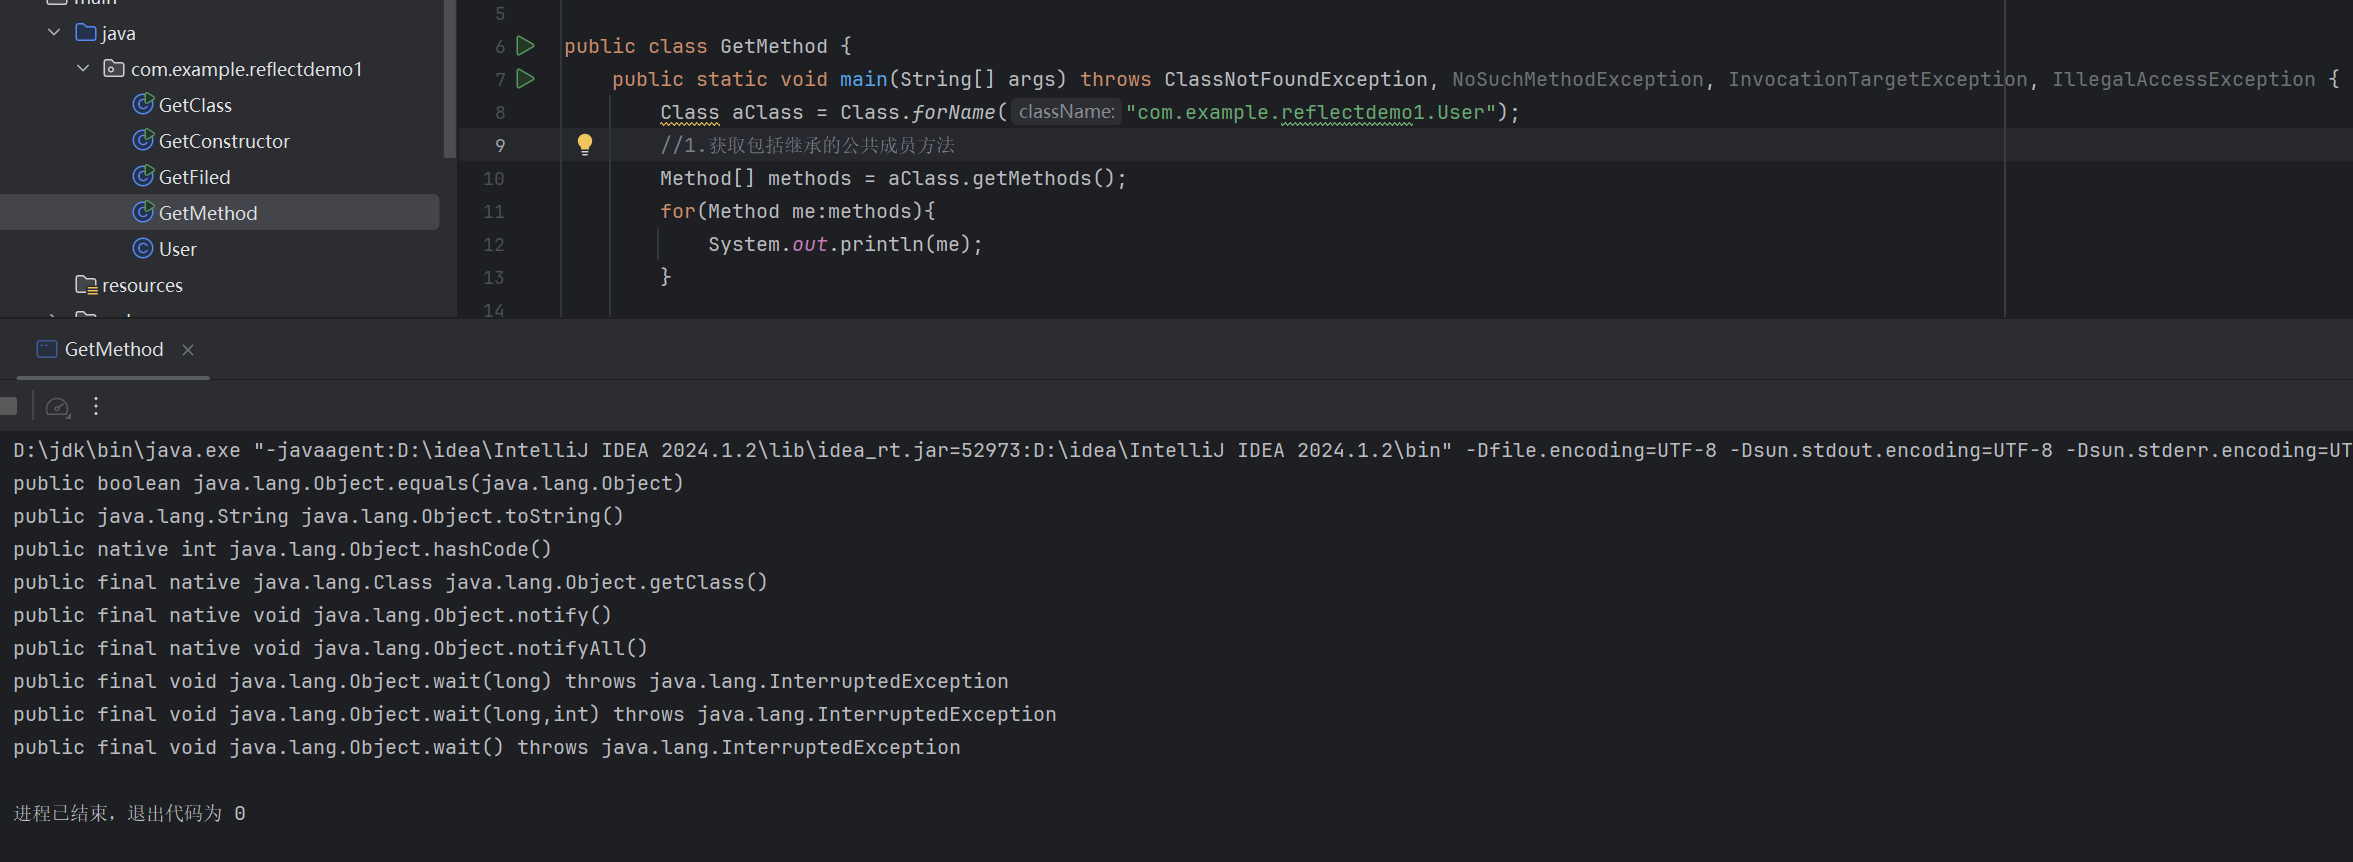 main
java
com.example.reflectdemo1
GetClass
GetConstructor
GetFiled
GetMethod
User
resources
5
6 public class GetMethod {
7 public static void main(String[] args) throws ClassNotFoundException, NoSuchMethodException, InvocationTargetException, IllegalAccessException {
8 Class aClass = Class.forName( className: "com.example.reflectdemo1.User");
9 //1.获取包括继承的公共成员方法
10 Method[] methods = aClass.getMethods();
11 for(Method me:methods){
12 System.out.println(me);
13 }
14
GetMethod
D:\jdk\bin\java.exe "-javaagent:D:\idea\IntelliJ IDEA 2024.1.2\lib\idea_rt.jar=52973:D:\idea\IntelliJ IDEA 2024.1.2\bin" -Dfile.encoding=UTF-8 -Dsun.stdout.encoding=UTF-8 -Dsun.stderr.encoding=UT
public boolean java.lang.Object.equals(java.lang.Object)
public java.lang.String java.lang.Object.toString()
public native int java.lang.Object.hashCode()
public final native java.lang.Class java.lang.Object.getClass()
public final native void java.lang.Object.notify()
public final native void java.lang.Object.notifyAll()
public final void java.lang.Object.wait(long) throws java.lang.InterruptedException
public final void java.lang.Object.wait(long,int) throws java.lang.InterruptedException
public final void java.lang.Object.wait() throws java.lang.InterruptedException
进程已结束，退出代码为 0